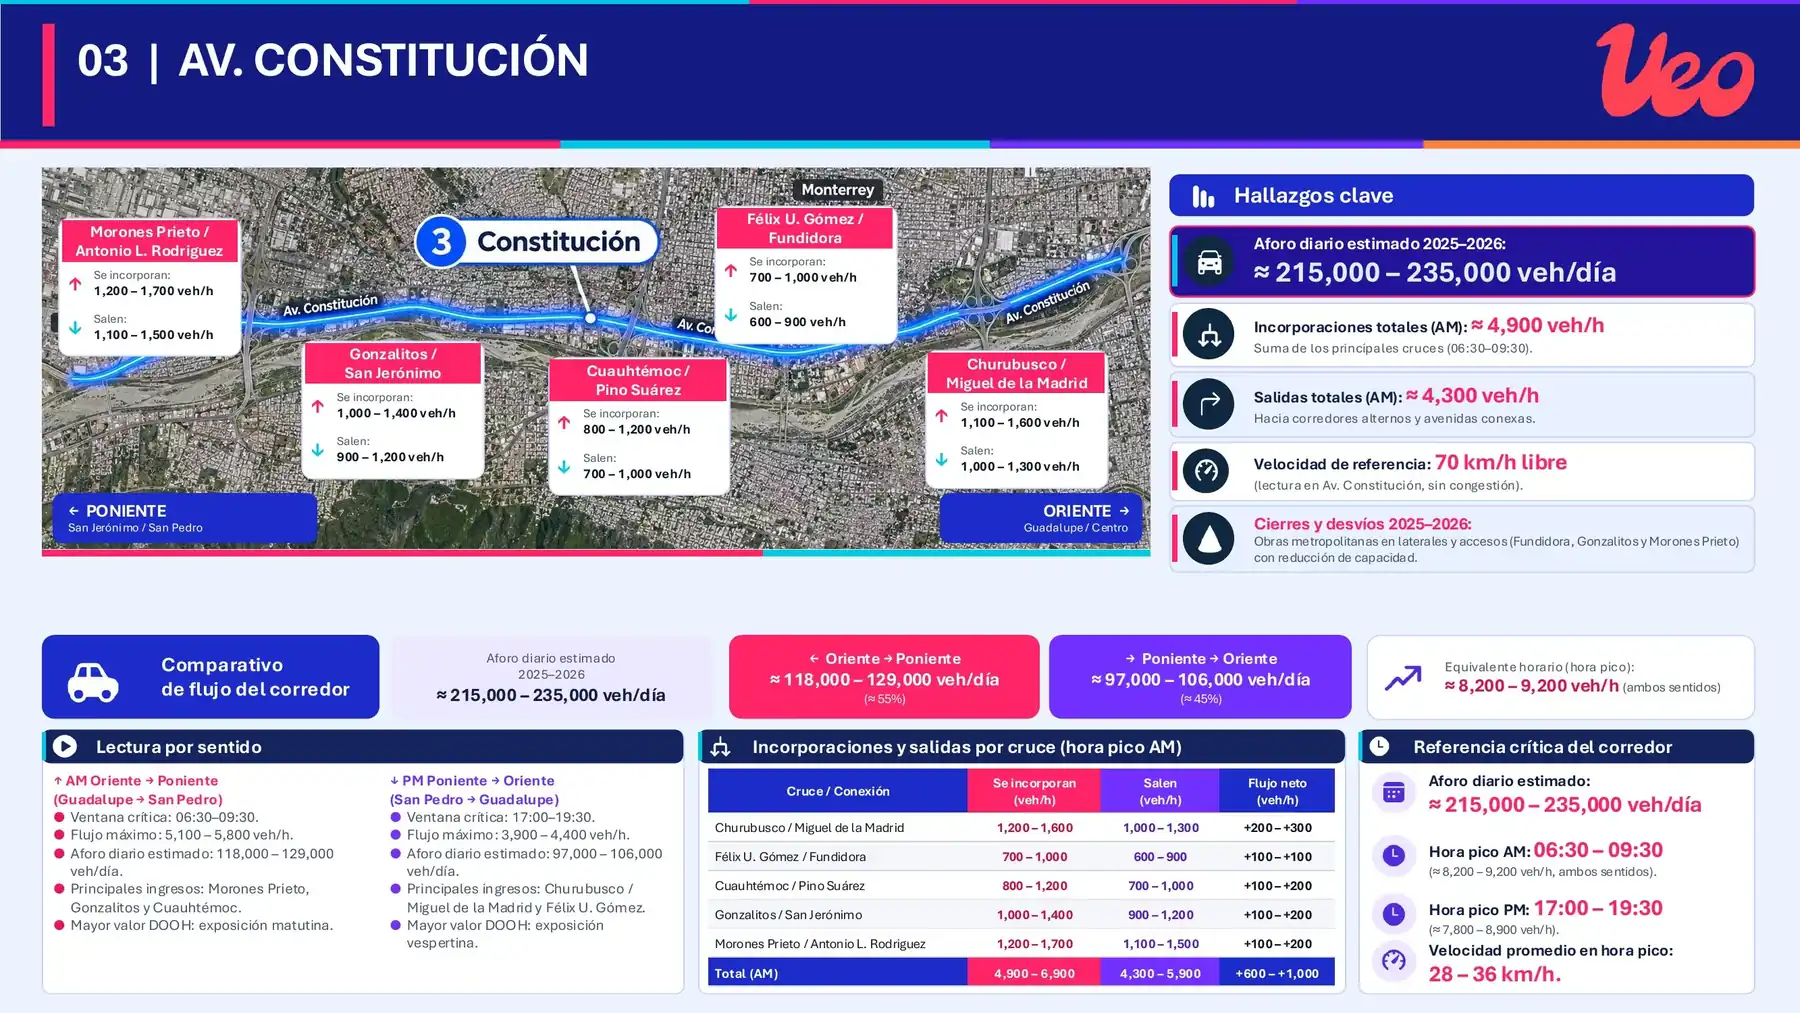 03 | AV. CONSTITUCIÓN
Veo
Monterrey
Morones Prieto /
Antonio L. Rodriguez
Se incorporan:
1,200 – 1,700 veh/h
Salen:
1,100 – 1,500 veh/h
3 Constitución
Félix U. Gómez /
Fundidora
Se incorporan:
700 – 1,000 veh/h
Salen:
600 – 900 veh/h
Av. Constitución
Av. Co
Av. Constitución
Gonzalitos /
San Jerónimo
Se incorporan:
1,000 – 1,400 veh/h
Salen:
900 – 1,200 veh/h
Cuauhtémoc /
Pino Suárez
Se incorporan:
800 – 1,200 veh/h
Salen:
700 – 1,000 veh/h
Churubusco /
Miguel de la Madrid
Se incorporan:
1,100 – 1,600 veh/h
Salen:
1,000 – 1,300 veh/h
← PONIENTE
San Jerónimo / San Pedro
ORIENTE →
Guadalupe / Centro
Hallazgos clave
Aforo diario estimado 2025–2026:
≈ 215,000 – 235,000 veh/día
Incorporaciones totales (AM): ≈ 4,900 veh/h
Suma de los principales cruces (06:30–09:30).
Salidas totales (AM): ≈ 4,300 veh/h
Hacia corredores alternos y avenidas conexas.
Velocidad de referencia: 70 km/h libre
(lectura en Av. Constitución, sin congestión).
Cierres y desvíos 2025–2026:
Obras metropolitanas en laterales y accesos (Fundidora, Gonzalitos y Morones Prieto)
con reducción de capacidad.
Comparativo
de flujo del corredor
Aforo diario estimado
2025–2026
≈ 215,000 – 235,000 veh/día
← Oriente → Poniente
≈ 118,000 – 129,000 veh/día
(≈ 55%)
→ Poniente → Oriente
≈ 97,000 – 106,000 veh/día
(≈ 45%)
Equivalente horario (hora pico):
≈ 8,200 – 9,200 veh/h (ambos sentidos)
Lectura por sentido
↑ AM Oriente → Poniente
(Guadalupe → San Pedro)
Ventana crítica: 06:30–09:30.
Flujo máximo: 5,100 – 5,800 veh/h.
Aforo diario estimado: 118,000 – 129,000
veh/día.
Principales ingresos: Morones Prieto,
Gonzalitos y Cuauhtémoc.
Mayor valor DOOH: exposición matutina.
↓ PM Poniente → Oriente
(San Pedro → Guadalupe)
Ventana crítica: 17:00–19:30.
Flujo máximo: 3,900 – 4,400 veh/h.
Aforo diario estimado: 97,000 – 106,000
veh/día.
Principales ingresos: Churubusco /
Miguel de la Madrid y Félix U. Gómez.
Mayor valor DOOH: exposición
vespertina.
Incorporaciones y salidas por cruce (hora pico AM)
Cruce / Conexión Se incorporan (veh/h) Salen (veh/h) Flujo neto (veh/h)
Churubusco / Miguel de la Madrid 1,200 – 1,600 1,000 – 1,300 +200 – +300
Félix U. Gómez / Fundidora 700 – 1,000 600 – 900 +100 – +100
Cuauhtémoc / Pino Suárez 800 – 1,200 700 – 1,000 +100 – +200
Gonzalitos / San Jerónimo 1,000 – 1,400 900 – 1,200 +100 – +200
Morones Prieto / Antonio L. Rodriguez 1,200 – 1,700 1,100 – 1,500 +100 – +200
Total (AM) 4,900 – 6,900 4,300 – 5,900 +600 – +1,000
Referencia crítica del corredor
Aforo diario estimado:
≈ 215,000 – 235,000 veh/día
Hora pico AM: 06:30 – 09:30
(≈ 8,200 – 9,200 veh/h, ambos sentidos).
Hora pico PM: 17:00 – 19:30
(≈ 7,800 – 8,900 veh/h).
Velocidad promedio en hora pico:
28 – 36 km/h.